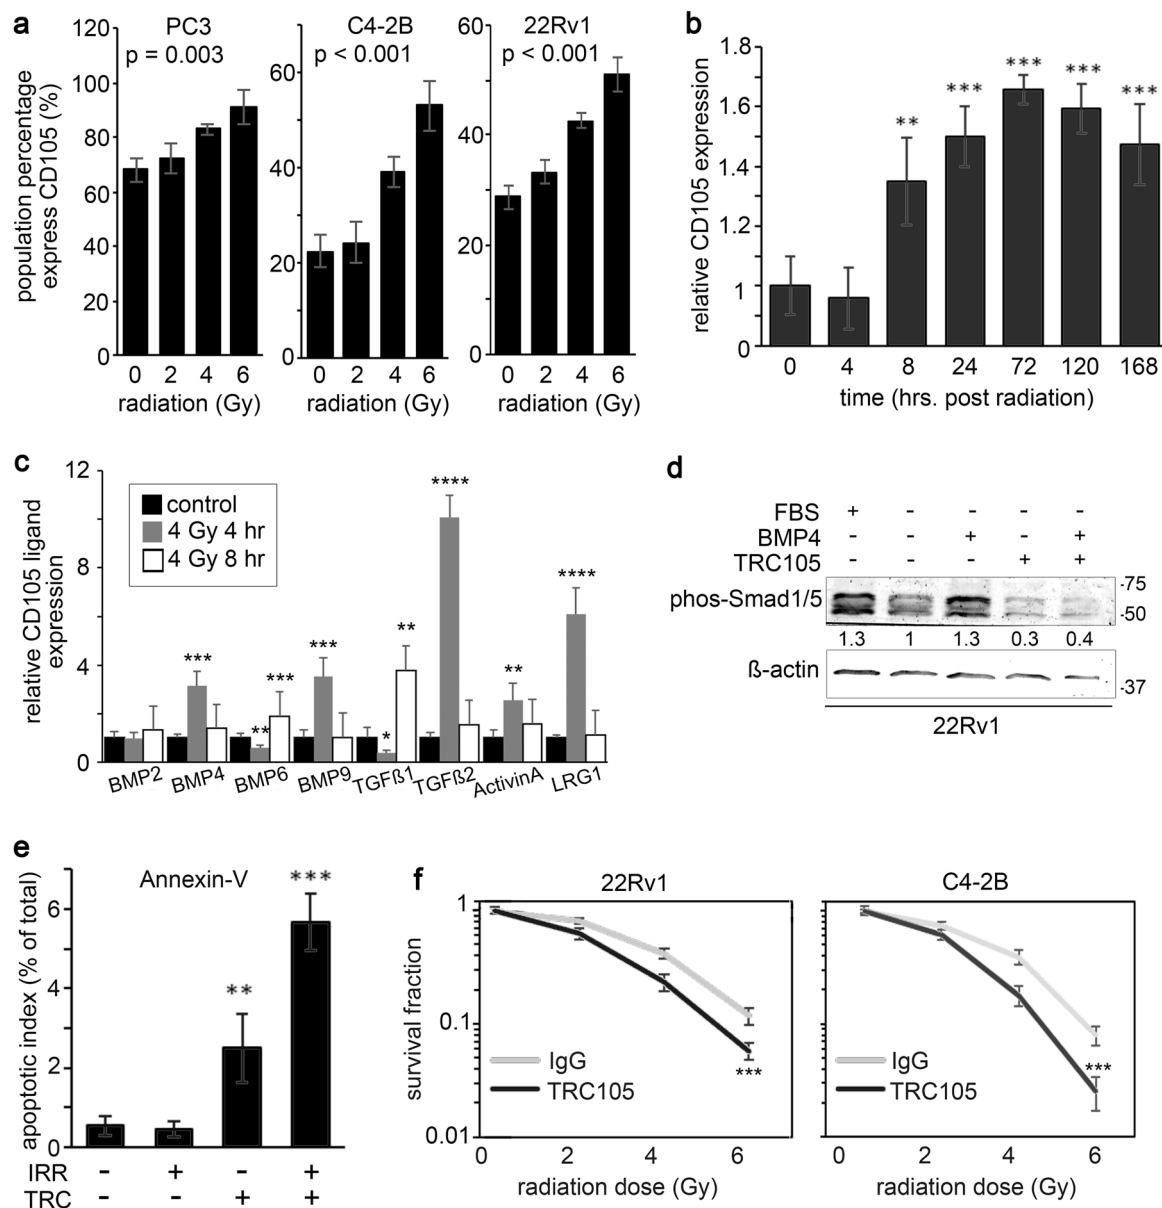 a
PC3
p = 0.003
C4-2B
p < 0.001
22Rv1
p < 0.001
population percentage
express CD105 (%)
120
100
80
60
40
20
0
60
40
20
0
60
40
20
0
0 2 4 6
0 2 4 6
0 2 4 6
radiation (Gy)
radiation (Gy)
radiation (Gy)
b
relative CD105 expression
1.8
1.6
1.4
1.2
1
0
** *** *** *** ***
0 4 8 24 72 120 168
time (hrs. post radiation)
c
relative CD105 ligand
expression
12
8
4
0
control
4 Gy 4 hr
4 Gy 8 hr
*** ** *** *** * ** **** ** ****
BMP2 BMP4 BMP6 BMP9 TGFß1 TGFß2 ActivinA LRG1
d
FBS + - - - -
BMP4 - - + - +
TRC105 - - - + +
phos-Smad1/5
-75
-50
1.3 1 1.3 0.3 0.4
ß-actin
-37
22Rv1
e
Annexin-V
apoptotic index (% of total)
6
4
2
0
** ***
IRR - + - +
TRC - - + +
f
22Rv1
C4-2B
survival fraction
1
0.1
0.01
IgG
TRC105
***
IgG
TRC105
***
0 2 4 6
0 2 4 6
radiation dose (Gy)
radiation dose (Gy)